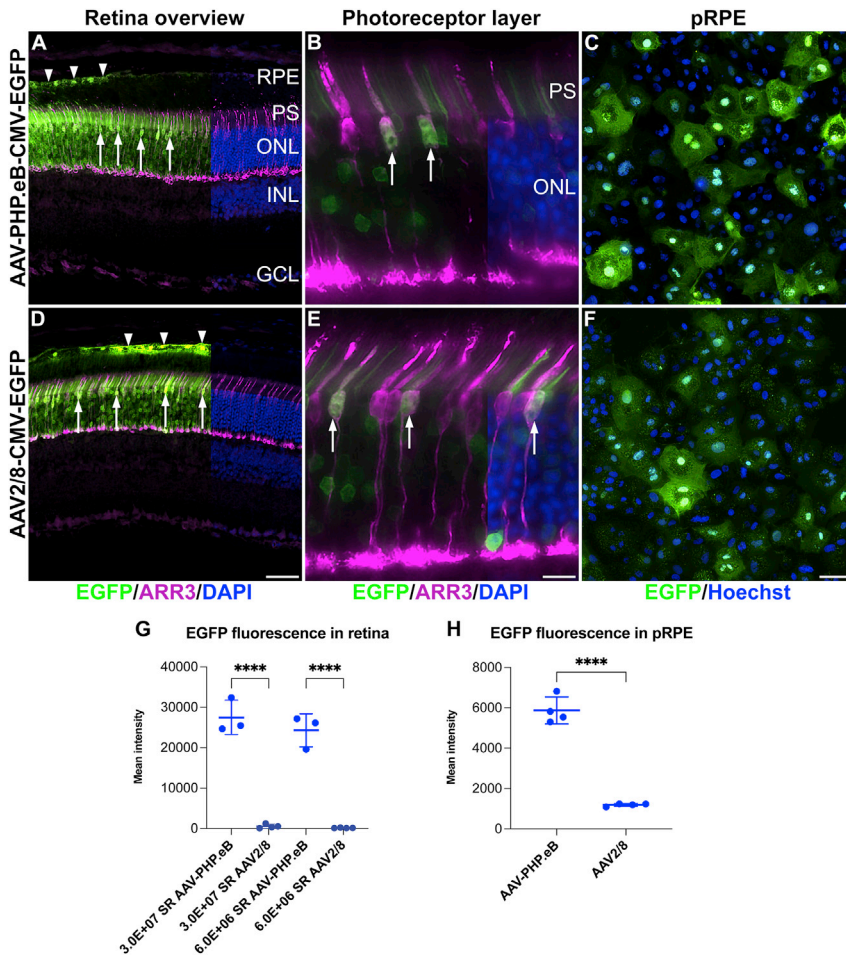 Retina overview Photoreceptor layer pRPE
AAV-PHP.eB-CMV-EGFP
A
RPE
PS
ONL
INL
GCL
B
PS
ONL
C
AAV2/8-CMV-EGFP
D
E
F
EGFP/ARR3/DAPI EGFP/ARR3/DAPI EGFP/Hoechst
G EGFP fluorescence in retina
Mean intensity
40000
30000
20000
10000
0
**** ****
3.0E+07 SR AAV-PHP.eB
3.0E+07 SR AAV2/8
6.0E+06 SR AAV-PHP.eB
6.0E+06 SR AAV2/8
H EGFP fluorescence in pRPE
Mean intensity
8000
6000
4000
2000
0
****
AAV-PHP.eB
AAV2/8